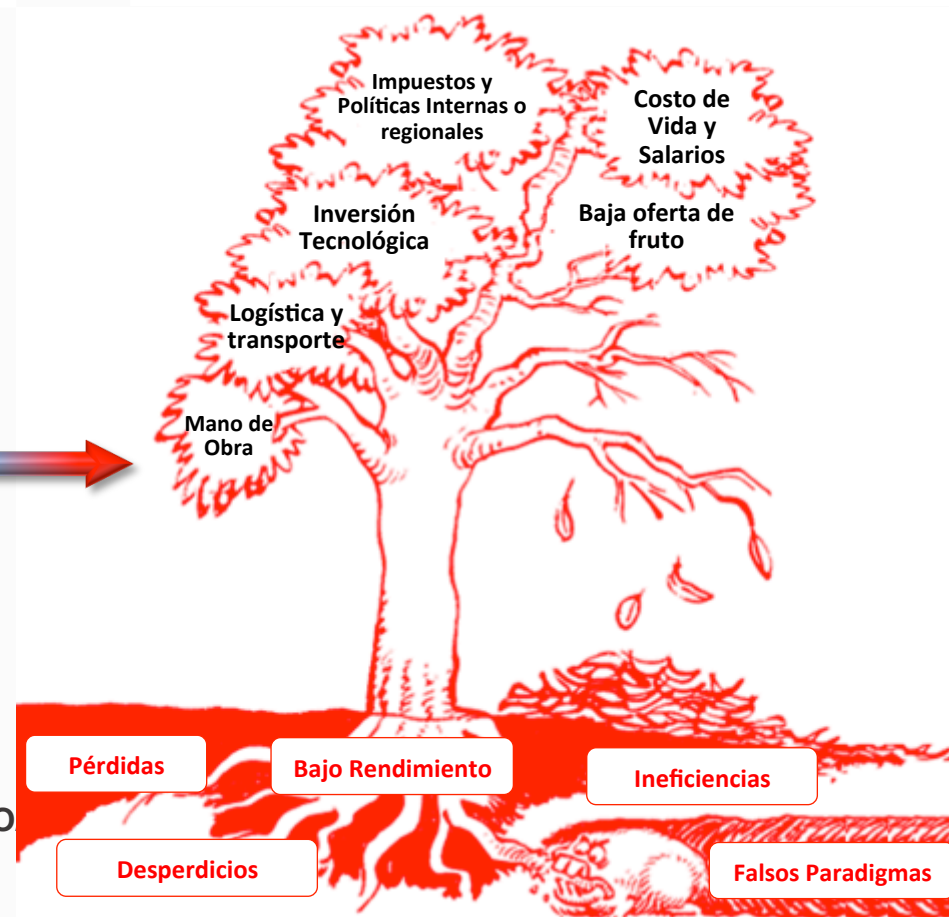 Impuestos y
Políticas Internas o
regionales
Costo de
Vida y
Salarios
Inversión
Tecnológica
Baja oferta de
fruto
Logística y
transporte
Mano de
Obra
Pérdidas
Bajo Rendimiento
Ineficiencias
Desperdicios
Falsos Paradigmas